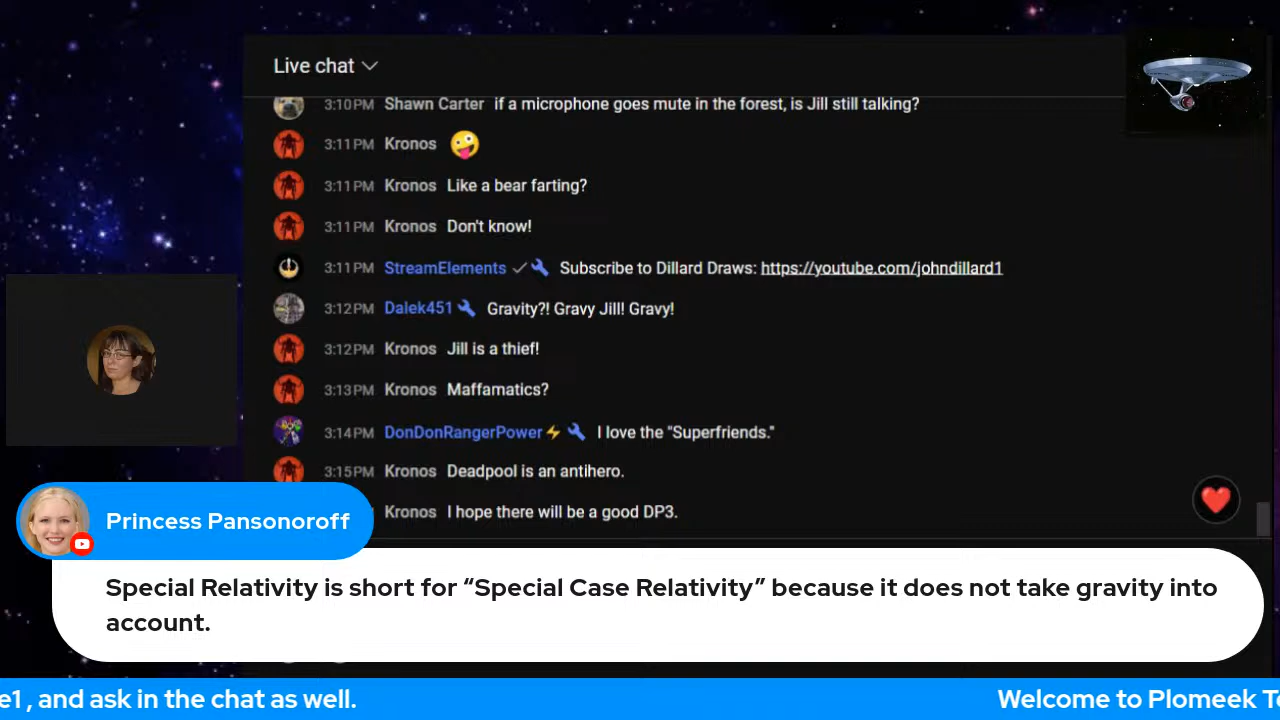 Live chat
3:10 PM Shawn Carter if a microphone goes mute in the forest, is Jill still talking?
3:11 PM Kronos 🤪
3:11 PM Kronos Like a bear farting?
3:11 PM Kronos Don't know!
3:11 PM StreamElements Subscribe to Dillard Draws: https://youtube.com/johndillard1
3:12 PM Dalek451 Gravity?! Gravy Jill! Gravy!
3:12 PM Kronos Jill is a thief!
3:13 PM Kronos Maffamatics?
3:14 PM DonDonRangerPower⚡ I love the "Superfriends."
3:15 PM Kronos Deadpool is an antihero.
Kronos I hope there will be a good DP3.
Princess Pansonoroff
Special Relativity is short for “Special Case Relativity” because it does not take gravity into
account.
e1 , and ask in the chat as well. Welcome to Plomeek